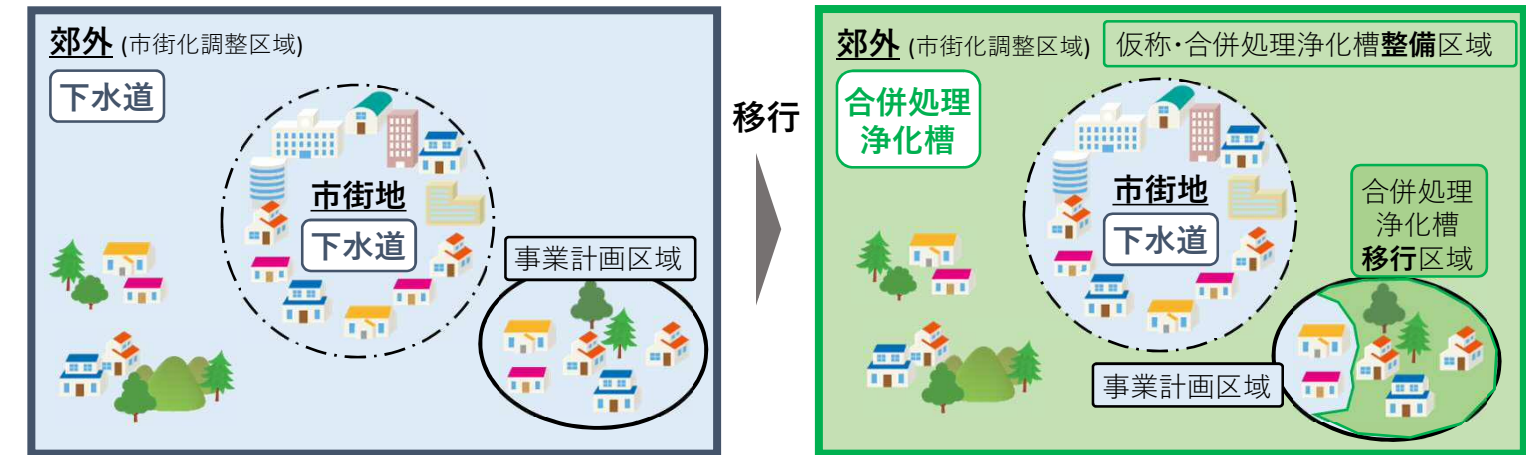 郊外 (市街化調整区域)
下水道
市街地
下水道
事業計画区域
移行
郊外 (市街化調整区域)
仮称・合併処理浄化槽整備区域
合併処理
浄化槽
市街地
下水道
合併処理
浄化槽
移行区域
事業計画区域